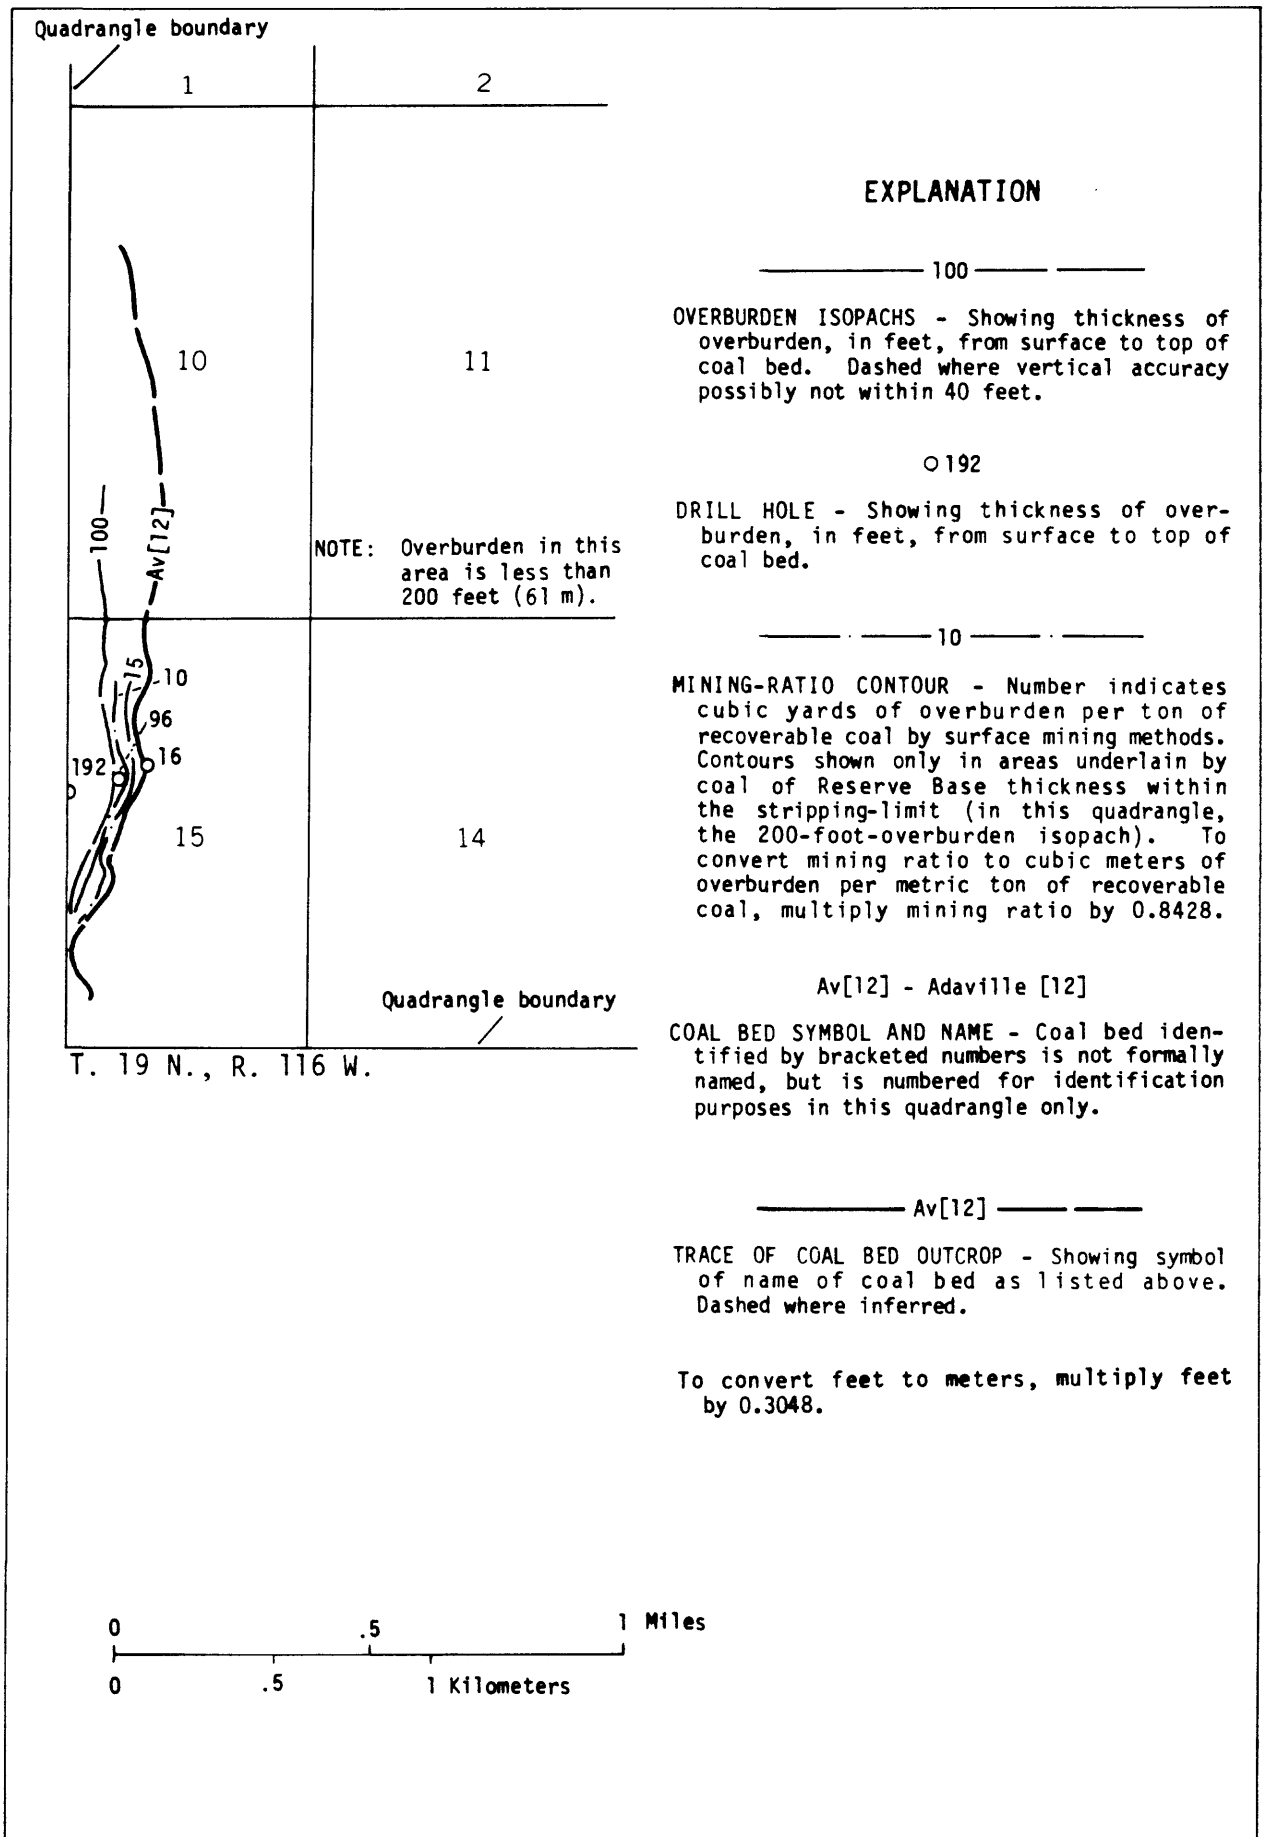 Quadrangle boundary
1
2
10
11
100
Av[12]
NOTE: Overburden in this
area is less than
200 feet (61 m).
15
10
96
192
16
15
14
Quadrangle boundary
T. 19 N., R. 116 W.
EXPLANATION
100
OVERBURDEN ISOPACHS - Showing thickness of
overburden, in feet, from surface to top of
coal bed. Dashed where vertical accuracy
possibly not within 40 feet.
192
DRILL HOLE - Showing thickness of over-
burden, in feet, from surface to top of
coal bed.
10
MINING-RATIO CONTOUR - Number indicates
cubic yards of overburden per ton of
recoverable coal by surface mining methods.
Contours shown only in areas underlain by
coal of Reserve Base thickness within
the stripping-limit (in this quadrangle,
the 200-foot-overburden isopach). To
convert mining ratio to cubic meters of
overburden per metric ton of recoverable
coal, multiply mining ratio by 0.8428.
Av[12] - Adaville [12]
COAL BED SYMBOL AND NAME - Coal bed iden-
tified by bracketed numbers is not formally
named, but is numbered for identification
purposes in this quadrangle only.
Av[12]
TRACE OF COAL BED OUTCROP - Showing symbol
of name of coal bed as listed above.
Dashed where inferred.
To convert feet to meters, multiply feet
by 0.3048.
0 .5 1 Miles
0 .5 1 Kilometers